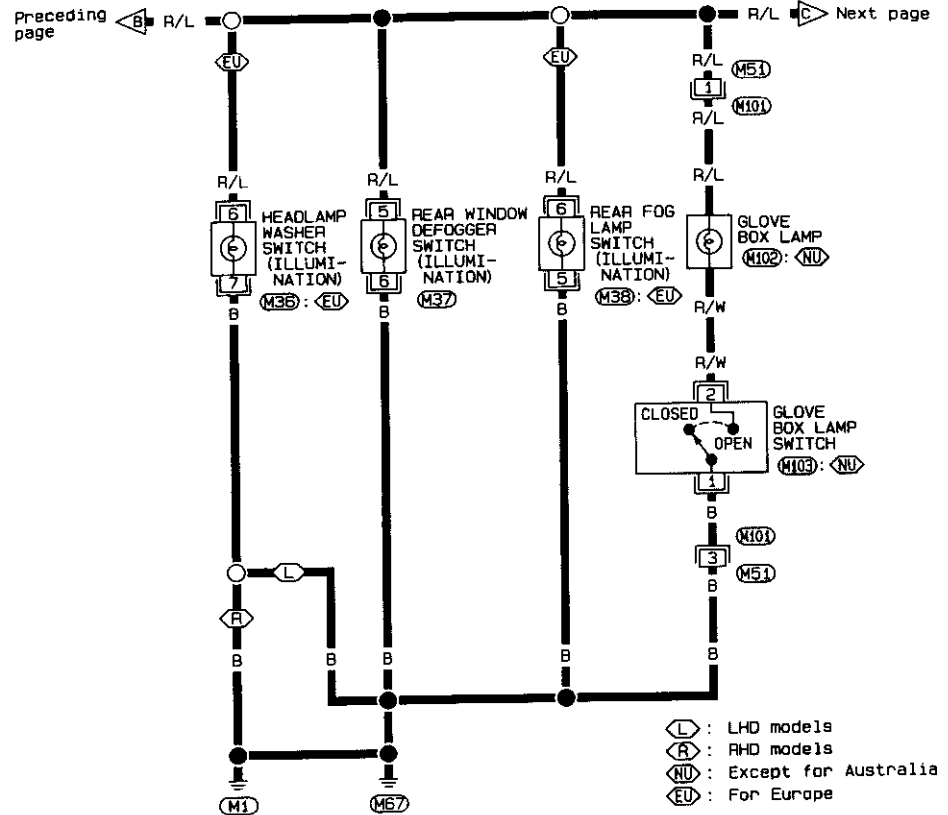 Preceding page
B R/L
R/L C Next page
EU
EU
R/L M51
1
M101
R/L
R/L
R/L
R/L
R/L
6
HEADLAMP
WASHER
SWITCH
(ILLUMI-
NATION)
7
M36 : EU
5
REAR WINDOW
DEFOGGER
SWITCH
(ILLUMI-
NATION)
6
M37
6
REAR FOG
LAMP
SWITCH
(ILLUMI-
NATION)
5
M38 : EU
GLOVE
BOX LAMP
M102 : NU
B
B
B
R/W
R/W
2
CLOSED
OPEN
1
GLOVE
BOX LAMP
SWITCH
M103 : NU
B
M101
3
M51
B
L
R
B
B
B
B
B
M1
M67
L : LHD models
R : RHD models
NU : Except for Australia
EU : For Europe